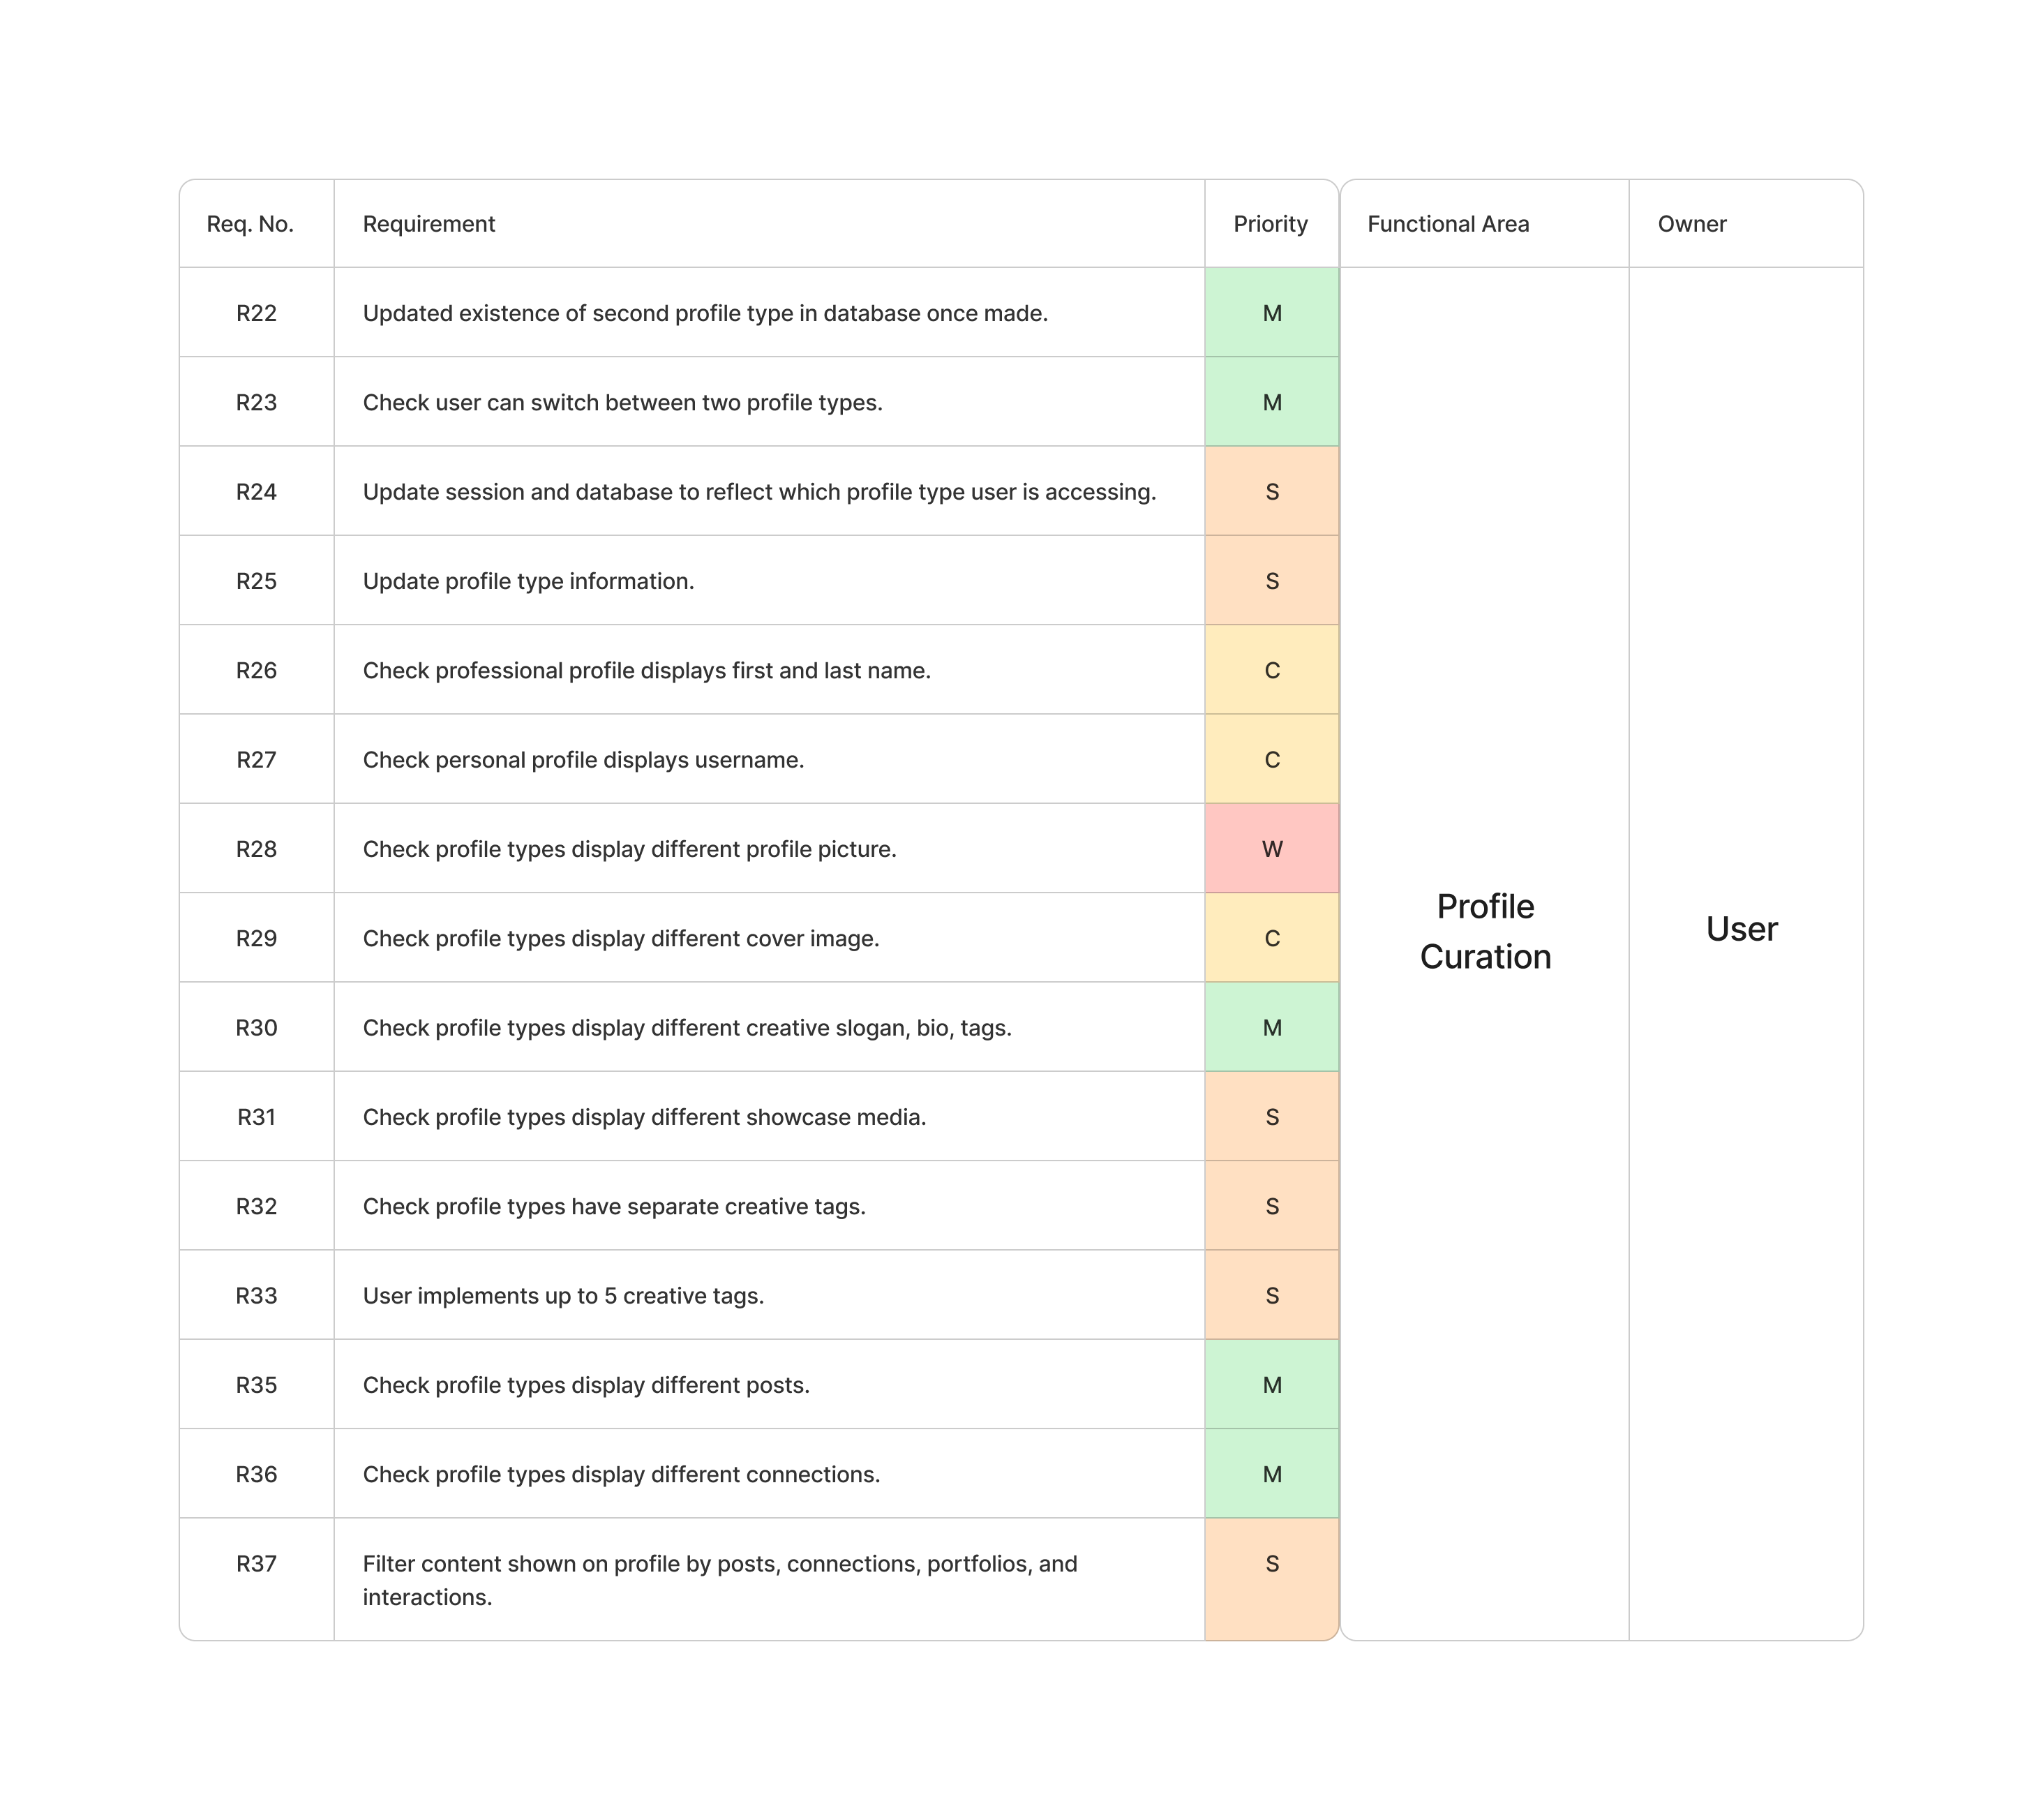 Req. No. Requirement Priority Functional Area Owner
R22 Updated existence of second profile type in database once made. M
R23 Check user can switch between two profile types. M
R24 Update session and database to reflect which profile type user is accessing. S
R25 Update profile type information. S
R26 Check professional profile displays first and last name. C
R27 Check personal profile displays username. C
R28 Check profile types display different profile picture. W
R29 Check profile types display different cover image. C
R30 Check profile types display different creative slogan, bio, tags. M
R31 Check profile types display different showcase media. S
R32 Check profile types have separate creative tags. S
R33 User implements up to 5 creative tags. S
R35 Check profile types display different posts. M
R36 Check profile types display different connections. M
R37 Filter content shown on profile by posts, connections, portfolios, and S
interactions.
Profile
Curation
User